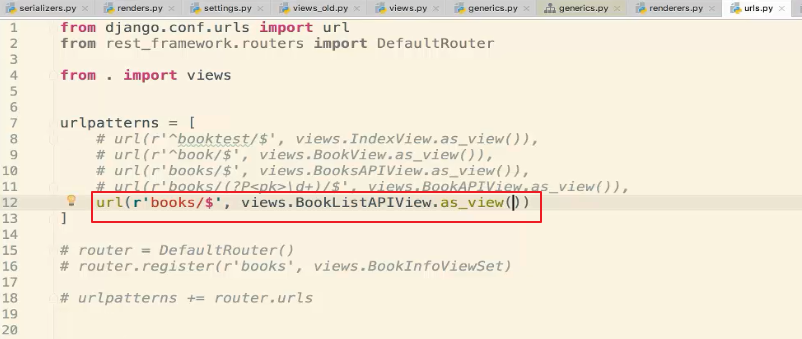 serializers.py × renders.py × settings.py × views_old.py × views.py × generics.py × generics.py × renderers.py × urls.py ×
1 from django.conf.urls import url
2 from rest_framework.routers import DefaultRouter
3
4 from . import views
5
6
7 urlpatterns = [
8 # url(r'^booktest/$', views.IndexView.as_view()),
9 # url(r'^book/$', views.BookView.as_view()),
10 # url(r'books/$', views.BooksAPIView.as_view()),
11 # url(r'books/(?P<pk>\d+)/$', views.BookAPIView.as_view()),
12 url(r'books/$', views.BookListAPIView.as_view())
13 ]
14
15 # router = DefaultRouter()
16 # router.register(r'books', views.BookInfoViewSet)
17
18 # urlpatterns += router.urls
19
20